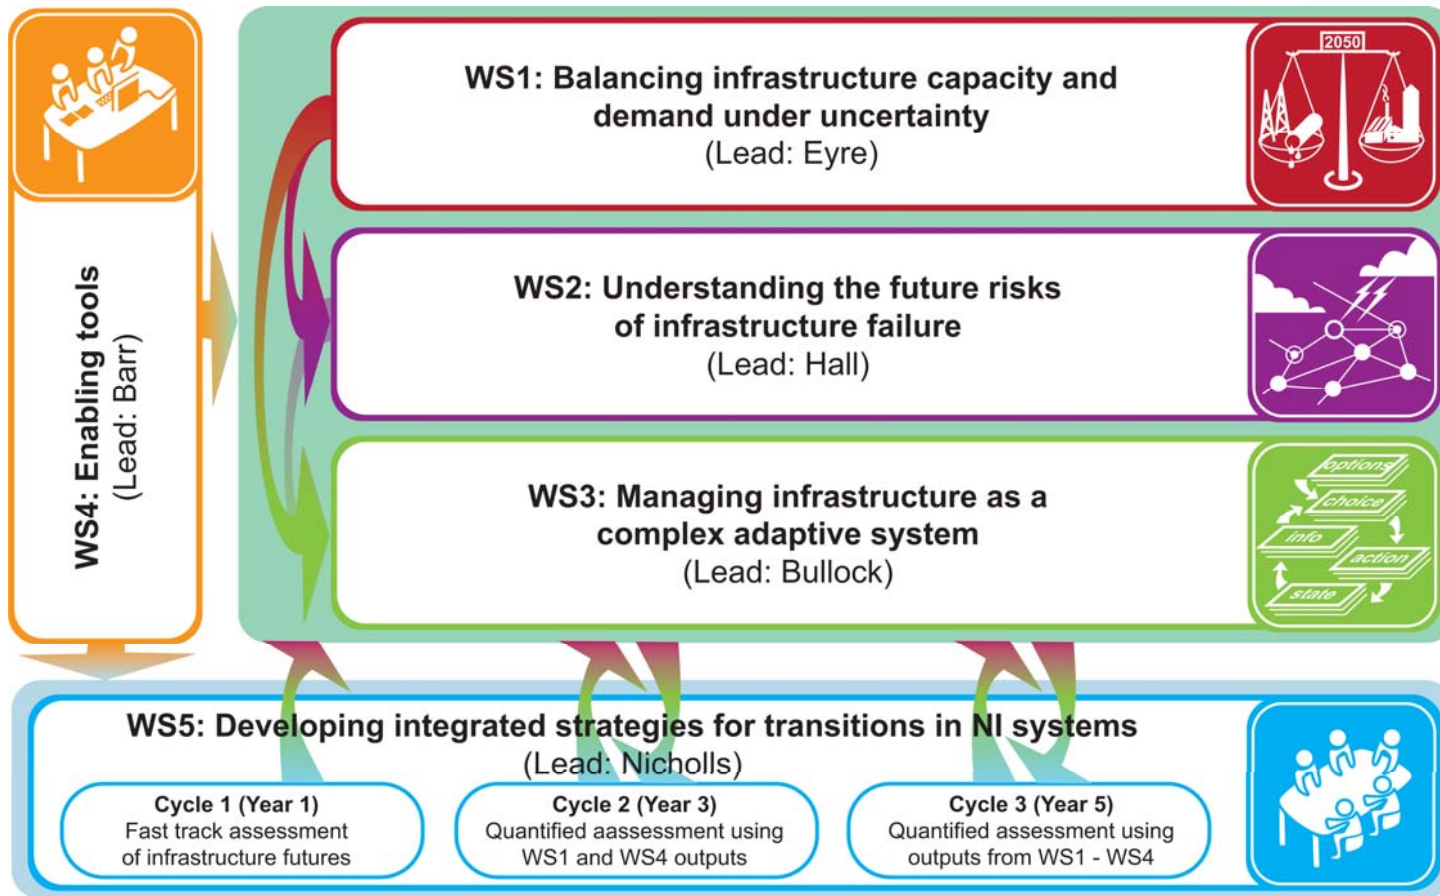 WS4: Enabling tools
(Lead: Barr)
WS1: Balancing infrastructure capacity and
demand under uncertainty
(Lead: Eyre)
2050
WS2: Understanding the future risks
of infrastructure failure
(Lead: Hall)
WS3: Managing infrastructure as a
complex adaptive system
(Lead: Bullock)
options
choice
info
action
state
WS5: Developing integrated strategies for transitions in NI systems
(Lead: Nicholls)
Cycle 1 (Year 1)
Fast track assessment
of infrastructure futures
Cycle 2 (Year 3)
Quantified aassessment using
WS1 and WS4 outputs
Cycle 3 (Year 5)
Quantified assessment using
outputs from WS1 - WS4